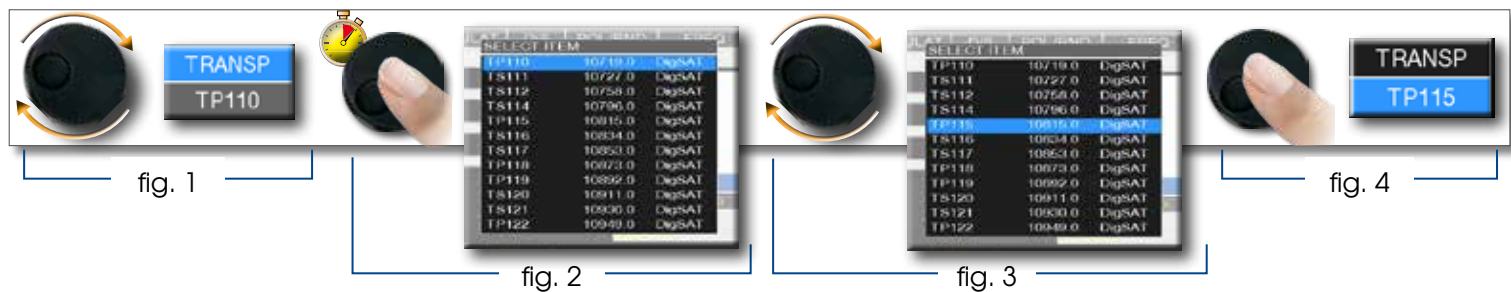 TRANSP
TP110
fig. 1
SELECT ITEM
TP110 10719.0 DigSAT
TS111 10727.0 DigSAT
TS112 10758.0 DigSAT
TS114 10796.0 DigSAT
TP115 10815.0 DigSAT
TS116 10834.0 DigSAT
TS117 10853.0 DigSAT
TP118 10873.0 DigSAT
TP119 10892.0 DigSAT
TS120 10911.0 DigSAT
TS121 10930.0 DigSAT
TP122 10949.0 DigSAT
fig. 2
SELECT ITEM
TP110 10719.0 DigSAT
TS111 10727.0 DigSAT
TS112 10758.0 DigSAT
TS114 10796.0 DigSAT
TP115 10815.0 DigSAT
TS116 10834.0 DigSAT
TS117 10853.0 DigSAT
TP118 10873.0 DigSAT
TP119 10892.0 DigSAT
TS120 10911.0 DigSAT
TS121 10930.0 DigSAT
TP122 10949.0 DigSAT
fig. 3
TRANSP
TP115
fig. 4